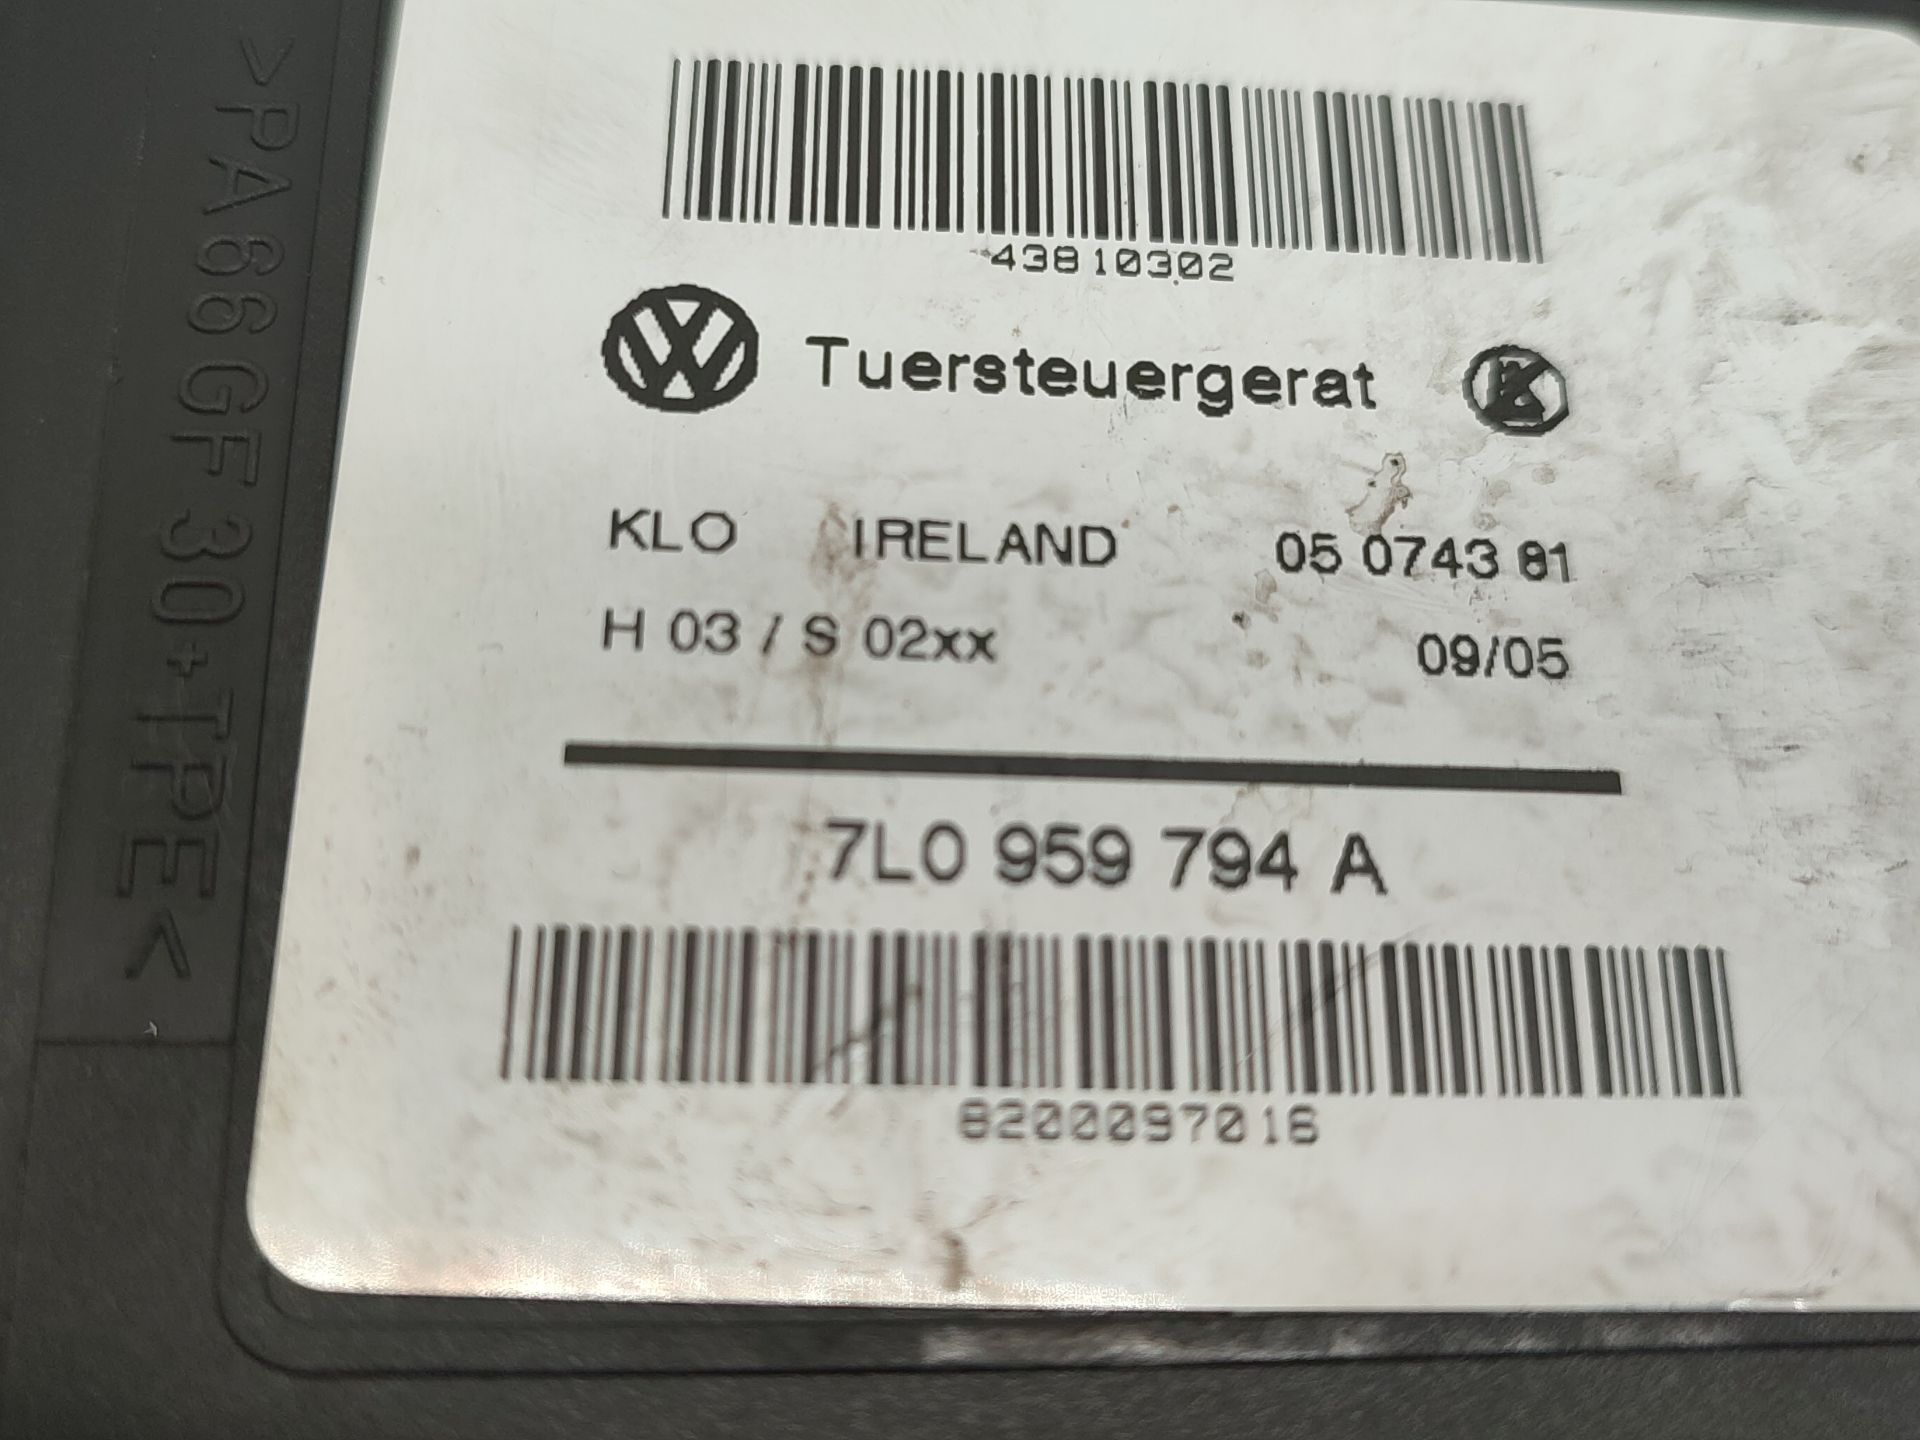 43810302
Tuersteuergerat
KLO IRELAND 05 0743 81
H 03 / S 02xx 09/05
7L0 959 794 A
8200097016
>PA66GF30+TPE<